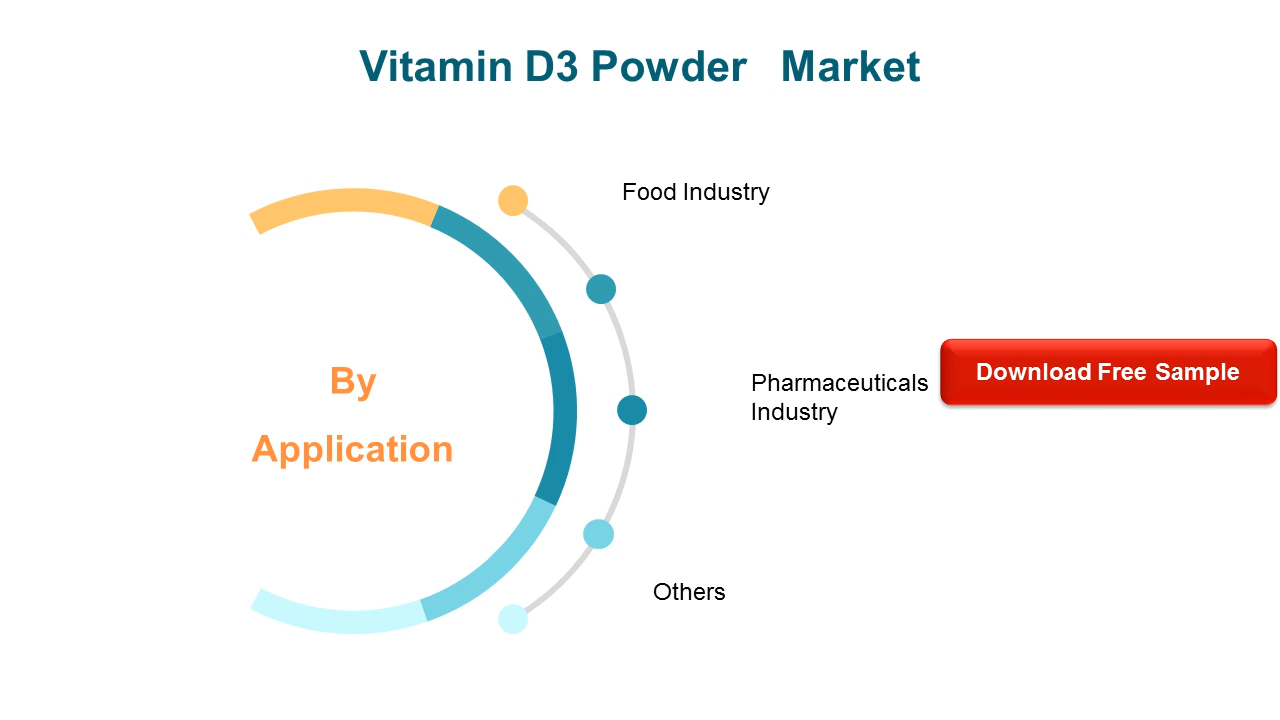 Vitamin D3 Powder Market
Food Industry
By
Application
Pharmaceuticals
Industry
Download Free Sample
Others